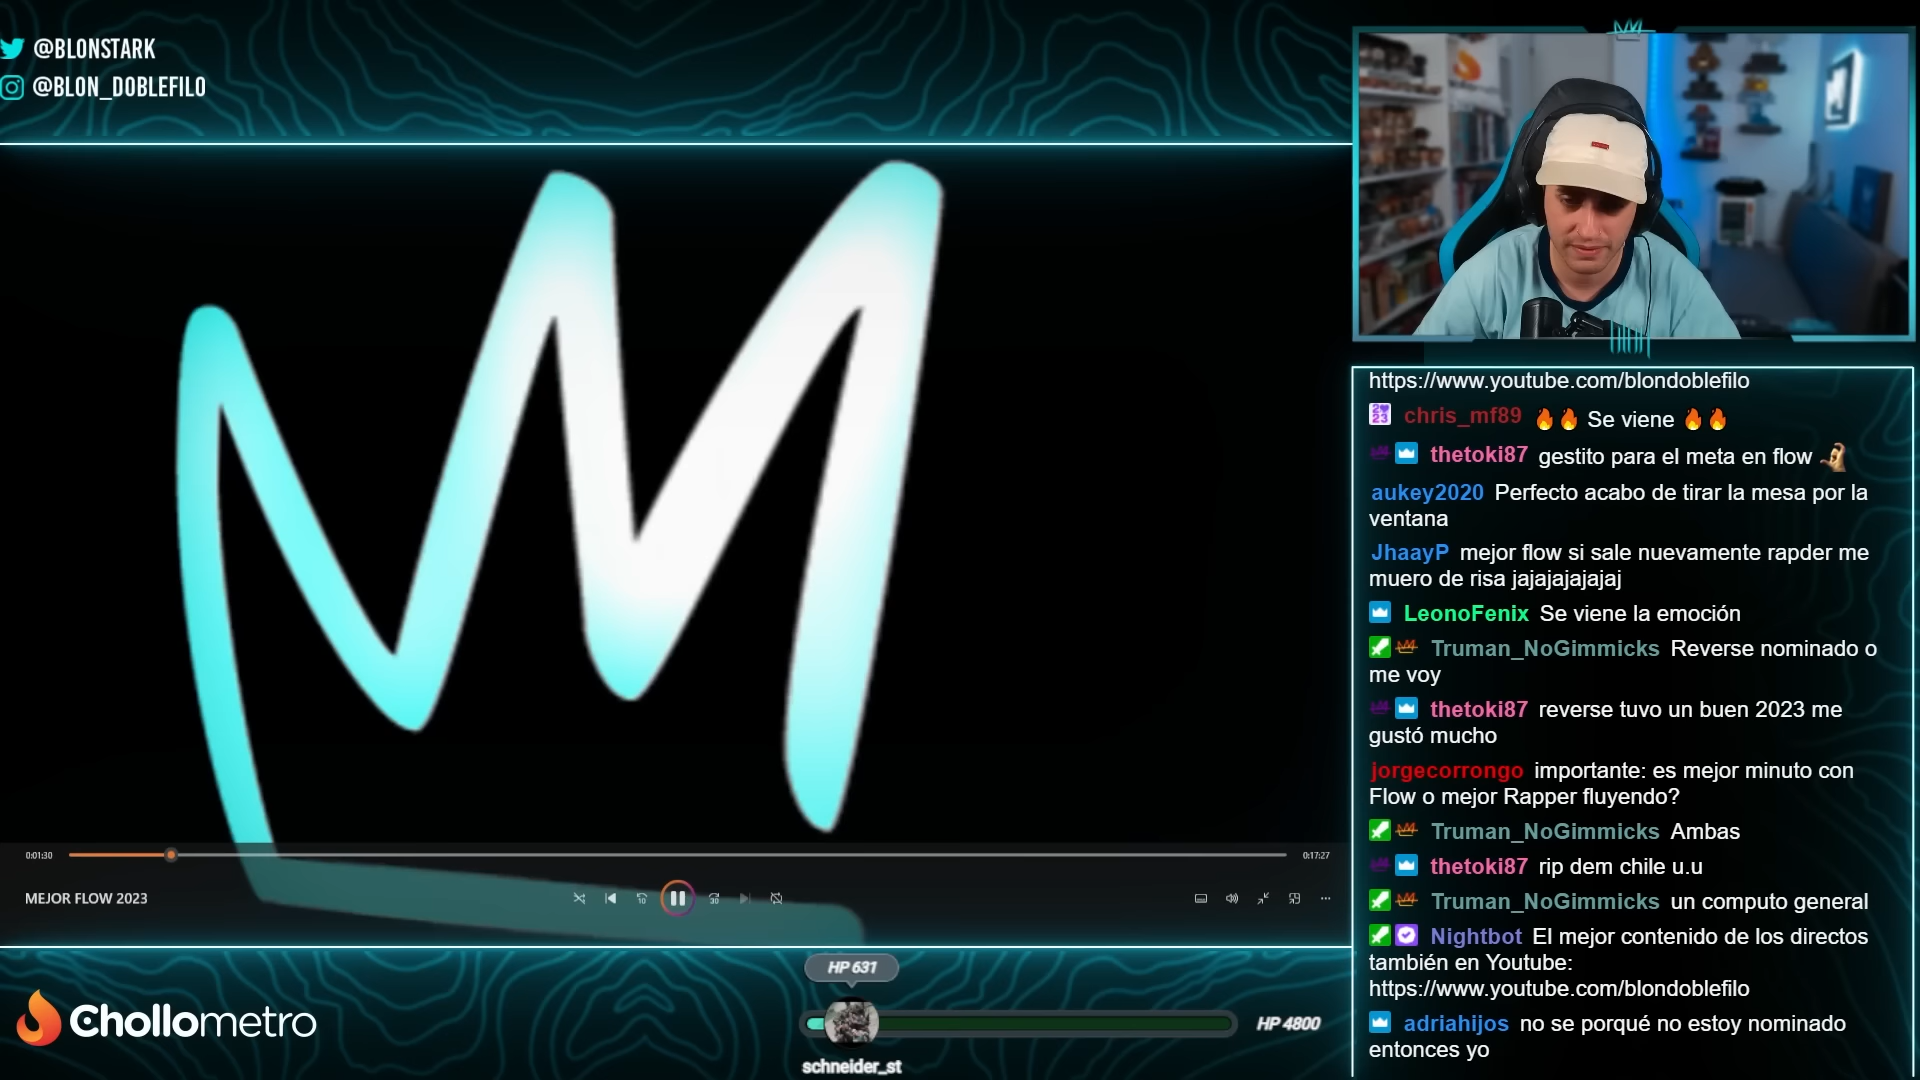 @BLONSTARK
@BLON_DOBLEFILO
https://www.youtube.com/blondoblefilo
chris_mf89 🔥🔥 Se viene 🔥🔥
thetoki87 gestito para el meta en flow
aukey2020 Perfecto acabo de tirar la mesa por la
ventana
JhaayP mejor flow si sale nuevamente rapder me
muero de risa jajajajajajaj
LeonoFenix Se viene la emoción
Truman_NoGimmicks Reverse nominado o
me voy
thetoki87 reverse tuvo un buen 2023 me
gustó mucho
jorgecorrongo importante: es mejor minuto con
Flow o mejor Rapper fluyendo?
Truman_NoGimmicks Ambas
thetoki87 rip dem chile u.u
Truman_NoGimmicks un computo general
Nightbot El mejor contenido de los directos
también en Youtube:
https://www.youtube.com/blondoblefilo
adriahijos no se porqué no estoy nominado
entonces yo
0:01:30
0:17:27
MEJOR FLOW 2023
10
30
Chollometro
HP 631
HP 4800
schneider_st